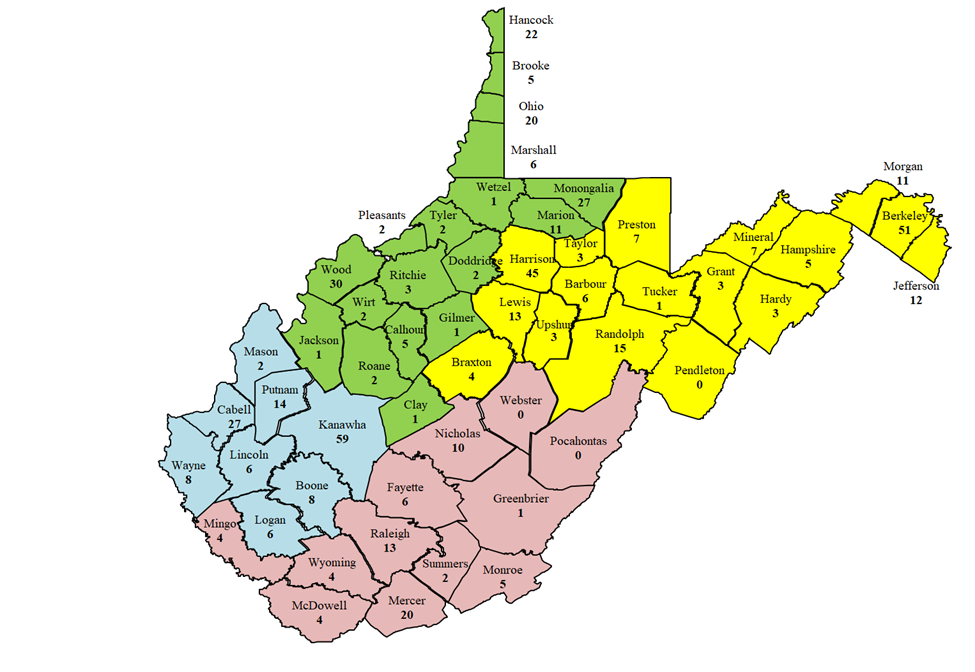 Hancock
22
Brooke
5
Ohio
20
Marshall
6
Wetzel
1
Monongalia
27
Marion
11
Pleasants
2
Tyler
2
Doddridge
2
Wood
30
Ritchie
3
Wirt
2
Calhoun
5
Gilmer
1
Jackson
1
Roane
2
Clay
1
Preston
7
Taylor
3
Harrison
45
Barbour
6
Lewis
13
Upshur
3
Braxton
4
Randolph
15
Tucker
1
Pendleton
0
Grant
3
Hardy
3
Mineral
7
Hampshire
5
Morgan
11
Berkeley
51
Jefferson
12
Mason
2
Putnam
14
Cabell
27
Kanawha
59
Wayne
8
Lincoln
6
Boone
8
Logan
6
Mingo
4
Webster
0
Nicholas
10
Pocahontas
0
Fayette
6
Greenbrier
1
Raleigh
13
Wyoming
4
Summers
2
Monroe
5
McDowell
4
Mercer
20